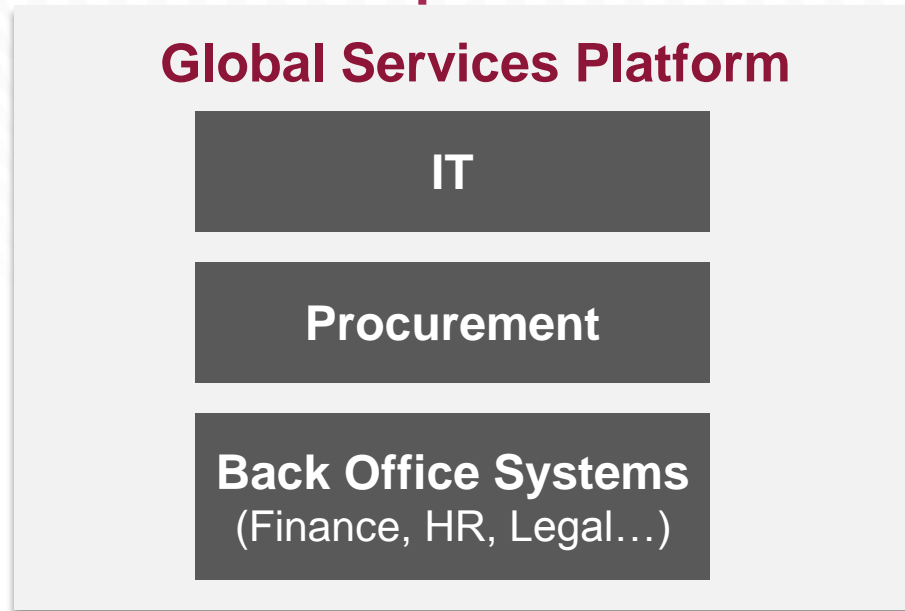 Global Services Platform
IT
Procurement
Back Office Systems
(Finance, HR, Legal…)